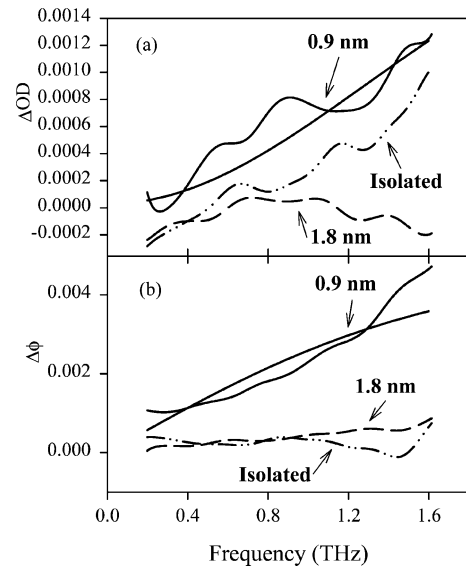 0.0014
(a)
0.9 nm
0.0012
0.0010
0.0008
ΔOD
0.0006
0.0004
Isolated
0.0002
0.0000
-0.0002
1.8 nm
(b)
0.9 nm
0.004
Δϕ
0.002
1.8 nm
0.000
Isolated
0.0 0.4 0.8 1.2 1.6
Frequency (THz)